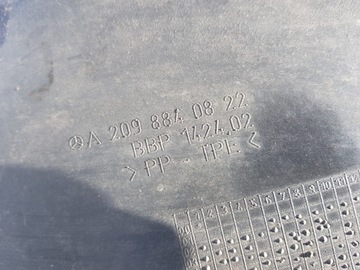 A 209 884 08 22
BBP 1424.02
> PP - TPE <